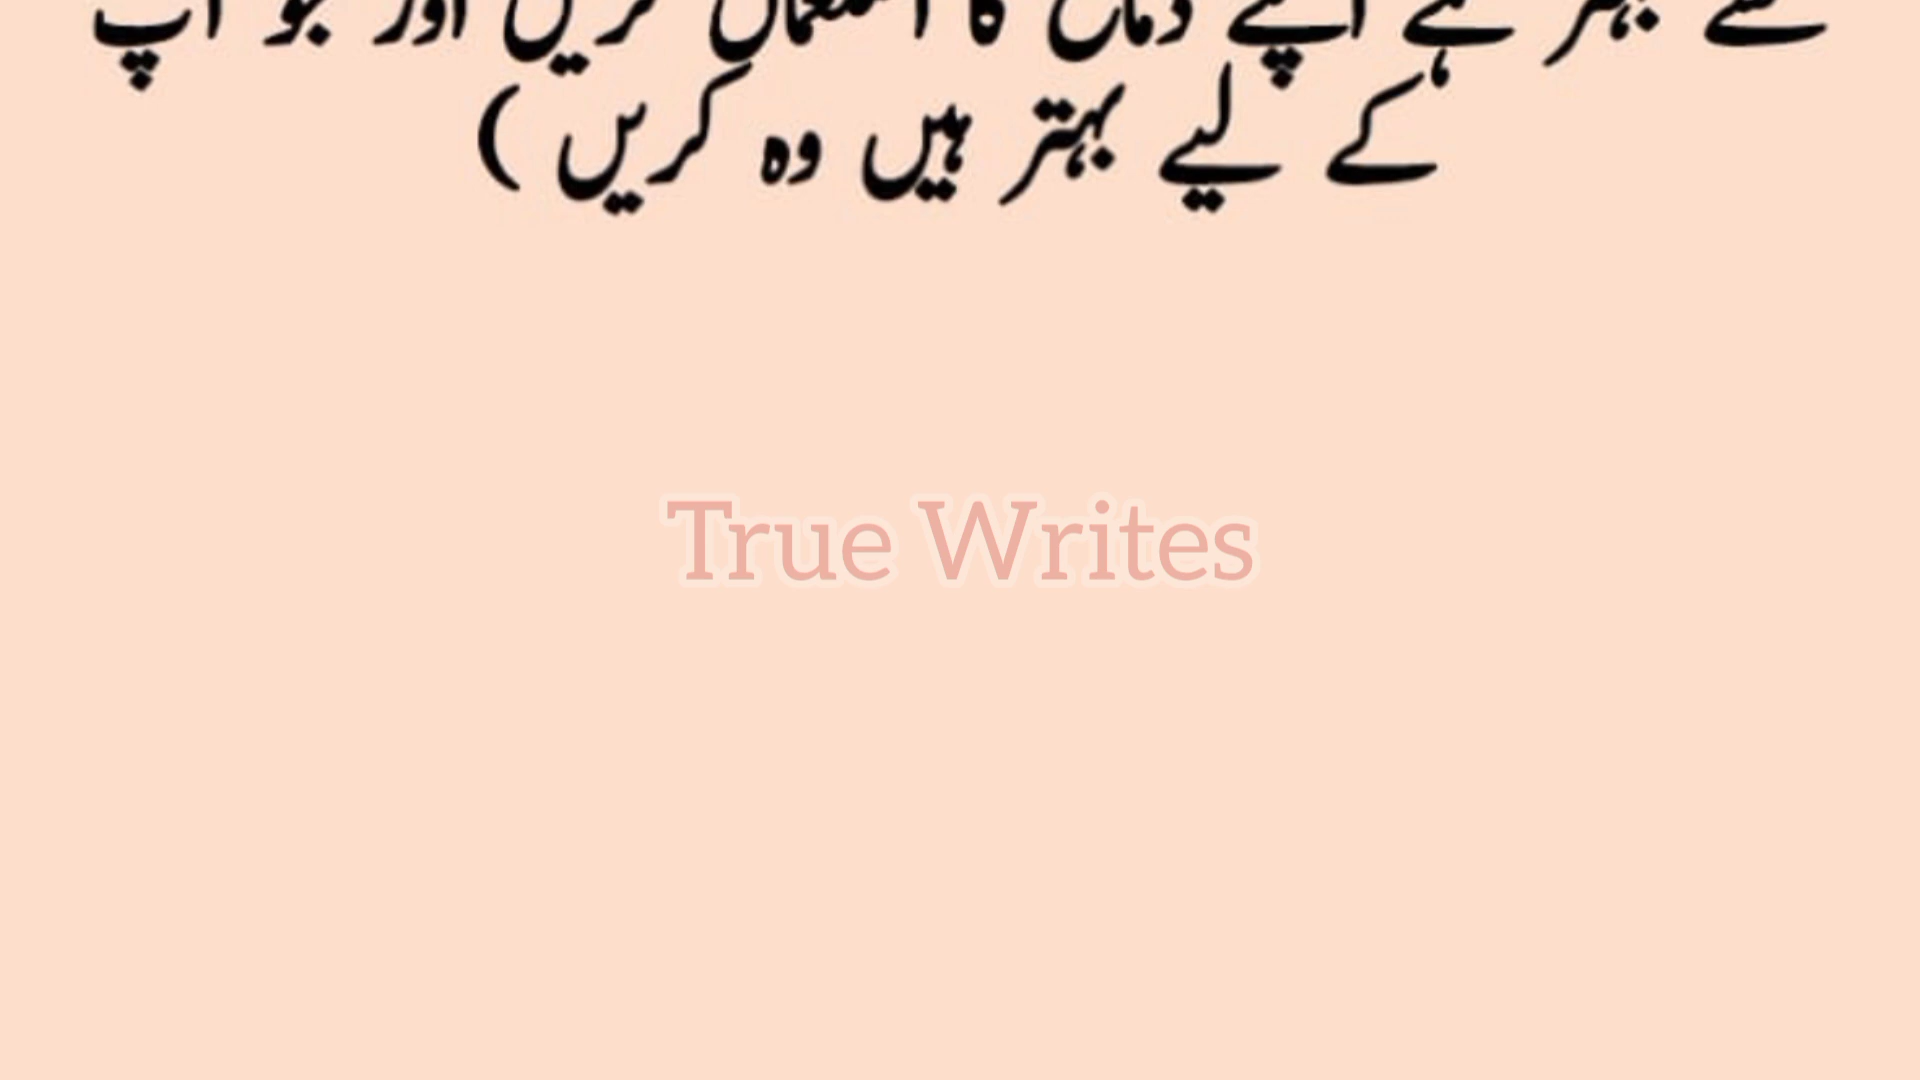 سے بہتر ہے اپنے دماغ کا استعمال کریں اور جو آپ
کے لیے بہتر ہیں وہ کریں )
True Writes